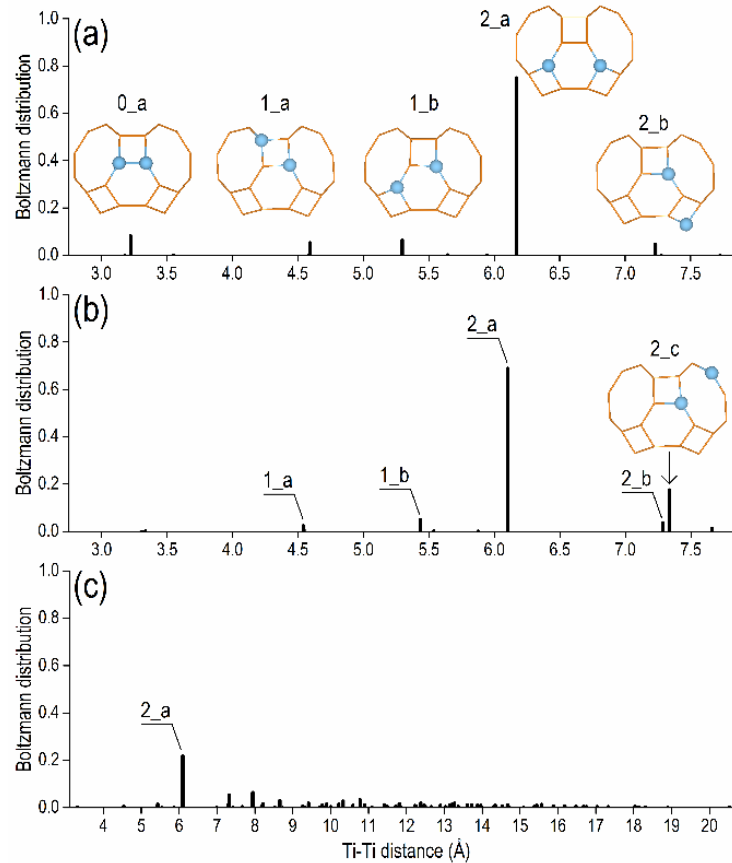 (a)
2_a
0_a
1_a
1_b
2_b
Boltzmann distribution
1.0
0.8
0.6
0.4
0.2
0.0
3.0 3.5 4.0 4.5 5.0 5.5 6.0 6.5 7.0 7.5
(b)
2_a
2_c
1_a
1_b
2_b
Boltzmann distribution
1.0
0.8
0.6
0.4
0.2
0.0
3.0 3.5 4.0 4.5 5.0 5.5 6.0 6.5 7.0 7.5
(c)
2_a
Boltzmann distribution
1.0
0.8
0.6
0.4
0.2
0.0
4 5 6 7 8 9 10 11 12 13 14 15 16 17 18 19 20
Ti-Ti distance (Å)